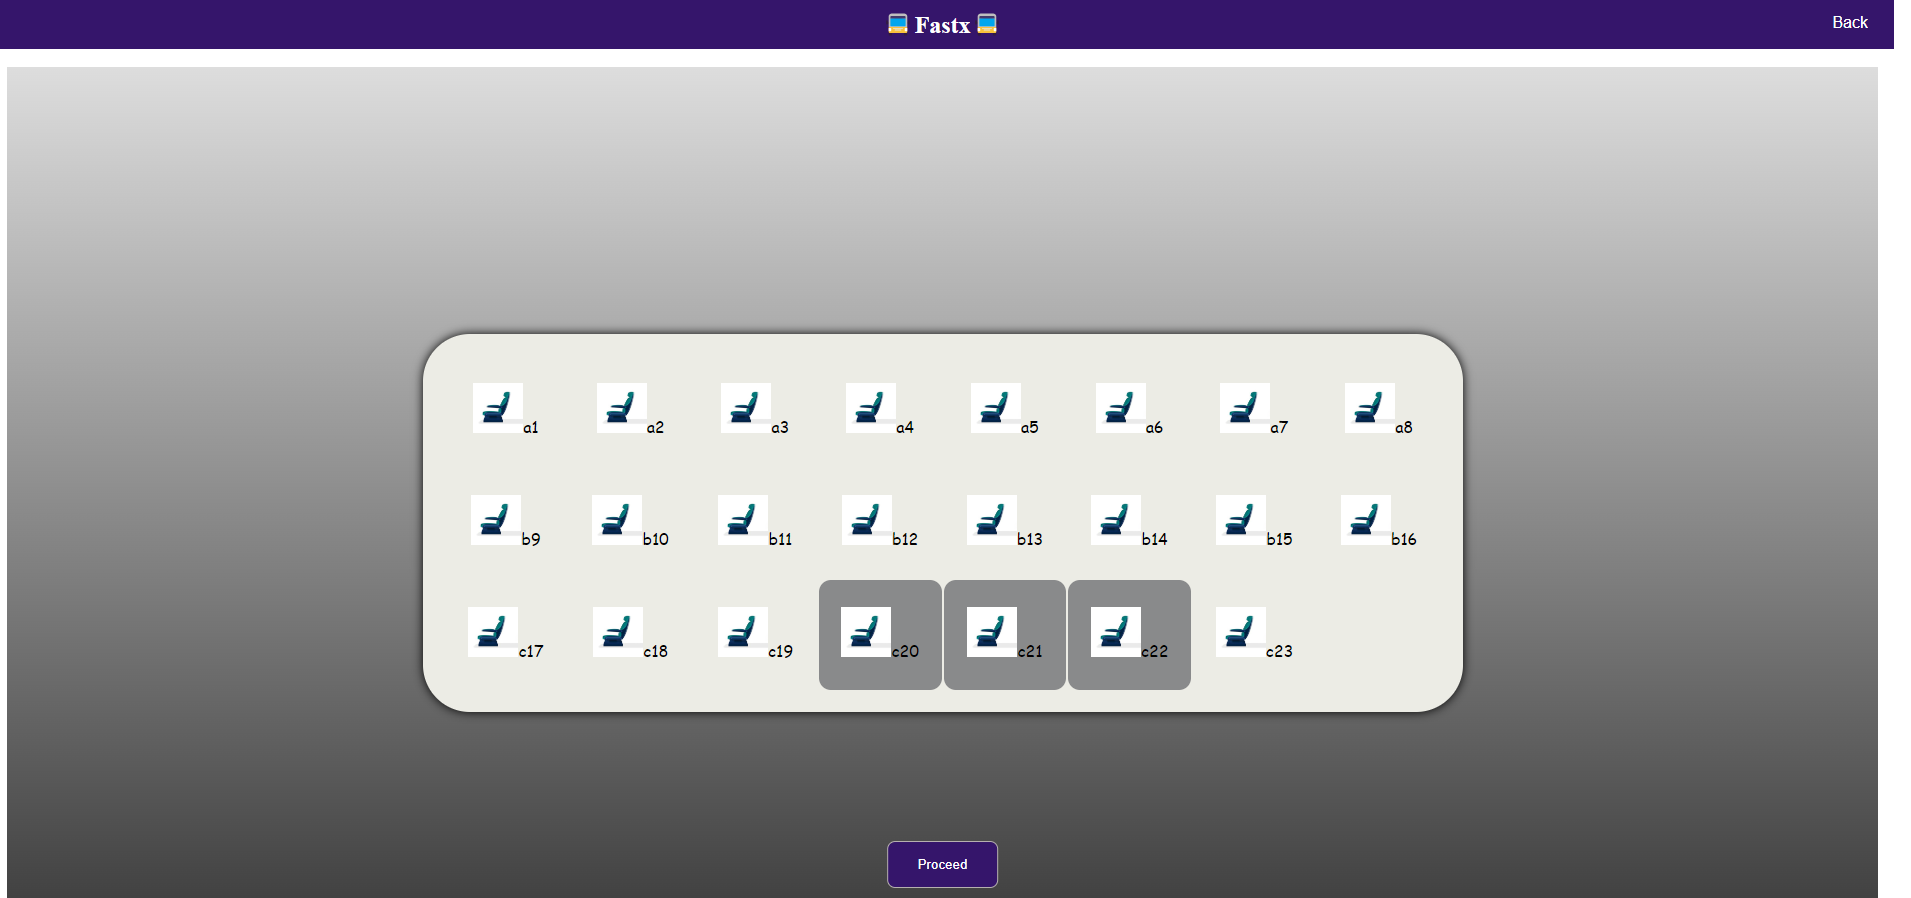 Fastx
Back
a1 a2 a3 a4 a5 a6 a7 a8
b9 b10 b11 b12 b13 b14 b15 b16
c17 c18 c19 c20 c21 c22 c23
Proceed